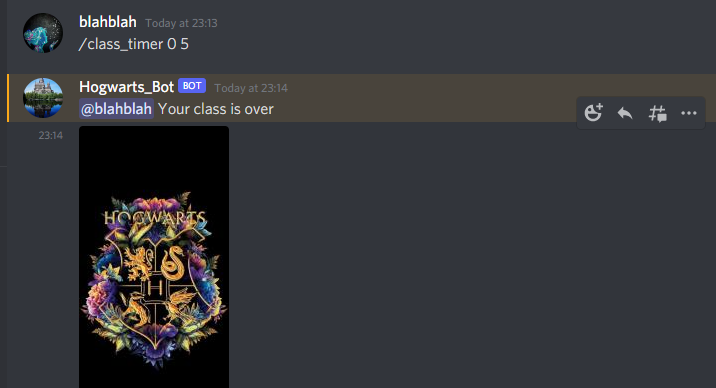 blahblah Today at 23:13
/class_timer 0 5
Hogwarts_Bot BOT Today at 23:14
@blahblah Your class is over
23:14
HOGWARTS
H